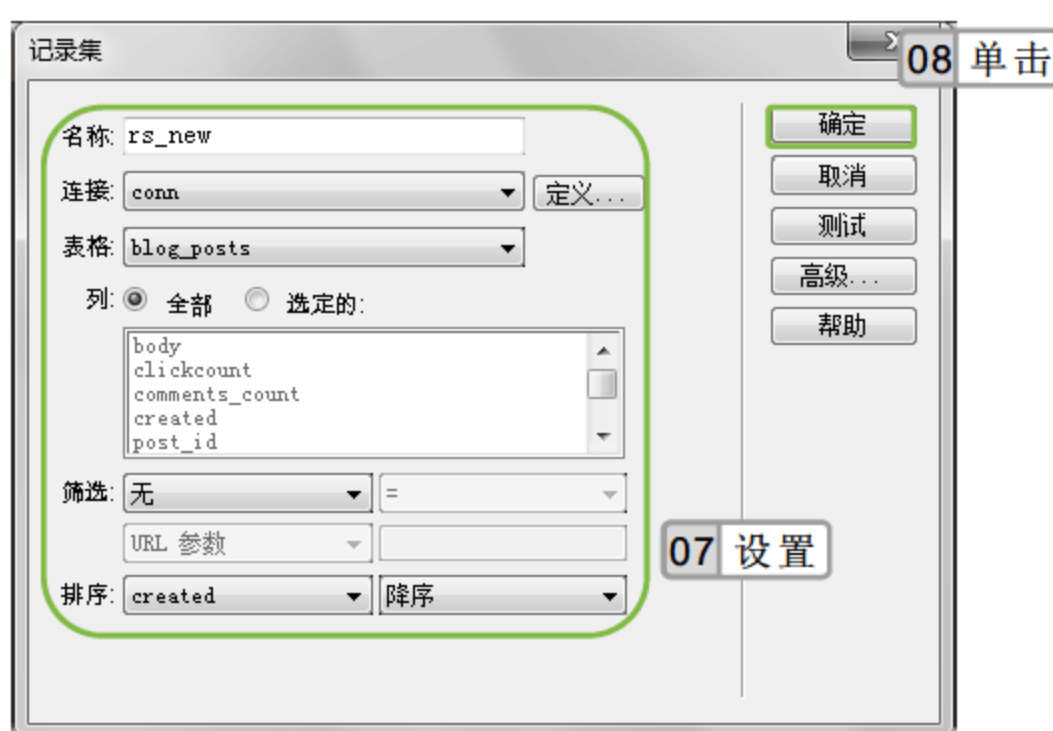 记录集
08 单击
名称: rs_new
确定
连接: conn 定义...
取消
表格: blog_posts
测试
列: 全部 选定的:
高级...
body
帮助
clickcount
comments_count
created
post_id
筛选: 无 =
URL 参数
07 设置
排序: created 降序